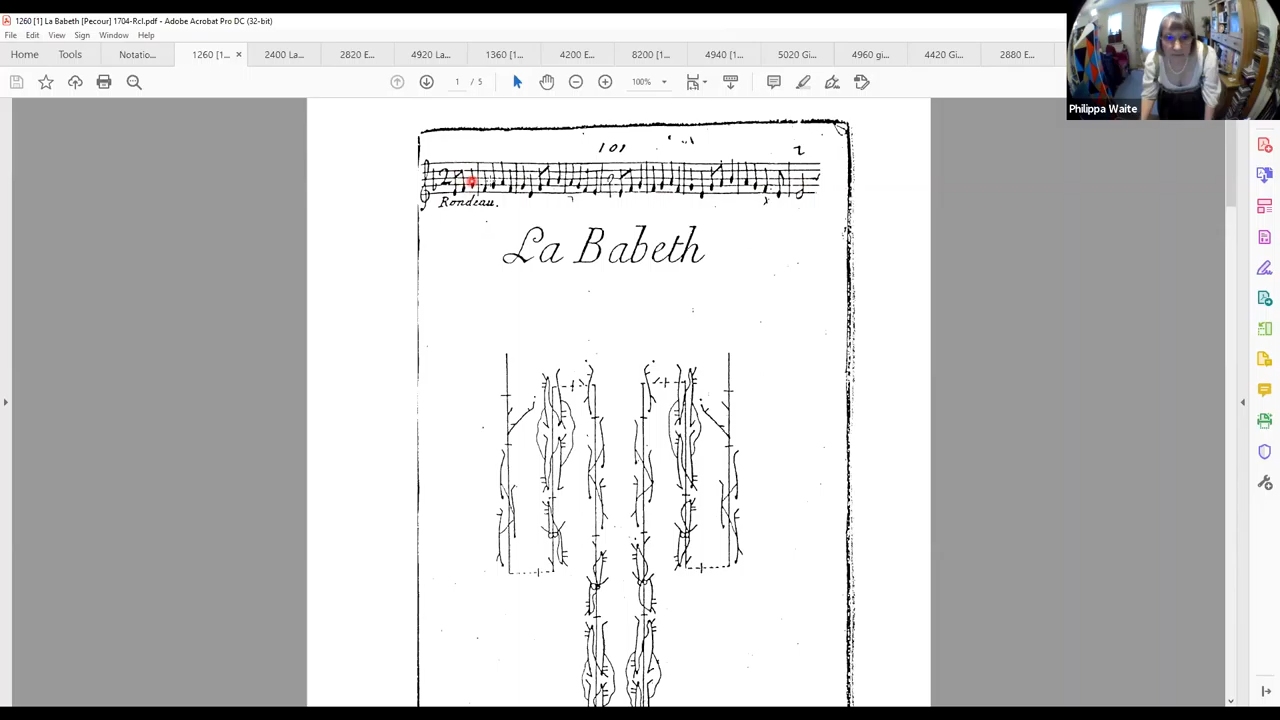 1260 [1] La Babeth [Pecour] 1704-Rcl.pdf - Adobe Acrobat Pro DC (32-bit)
File Edit View Sign Window Help
Home Tools Notatio... 1260 [1... × 2400 La... 2820 E... 4920 La... 1360 [1... 4200 E... 8200 [1... 4940 [1... 5020 Gi... 4960 gi... 4420 Gi... 2880 E...
1 / 5 100%
Philippa Waite
101 2
2
Rondeau.
La Babeth